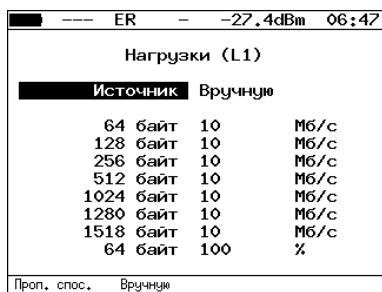 --- ER - -27.4dBm 06:47
Нагрузки (L1)
Источник Вручную
64 байт 10 Мб/с
128 байт 10 Мб/с
256 байт 10 Мб/с
512 байт 10 Мб/с
1024 байт 10 Мб/с
1280 байт 10 Мб/с
1518 байт 10 Мб/с
64 байт 100 %
Проп. спос. Вручную